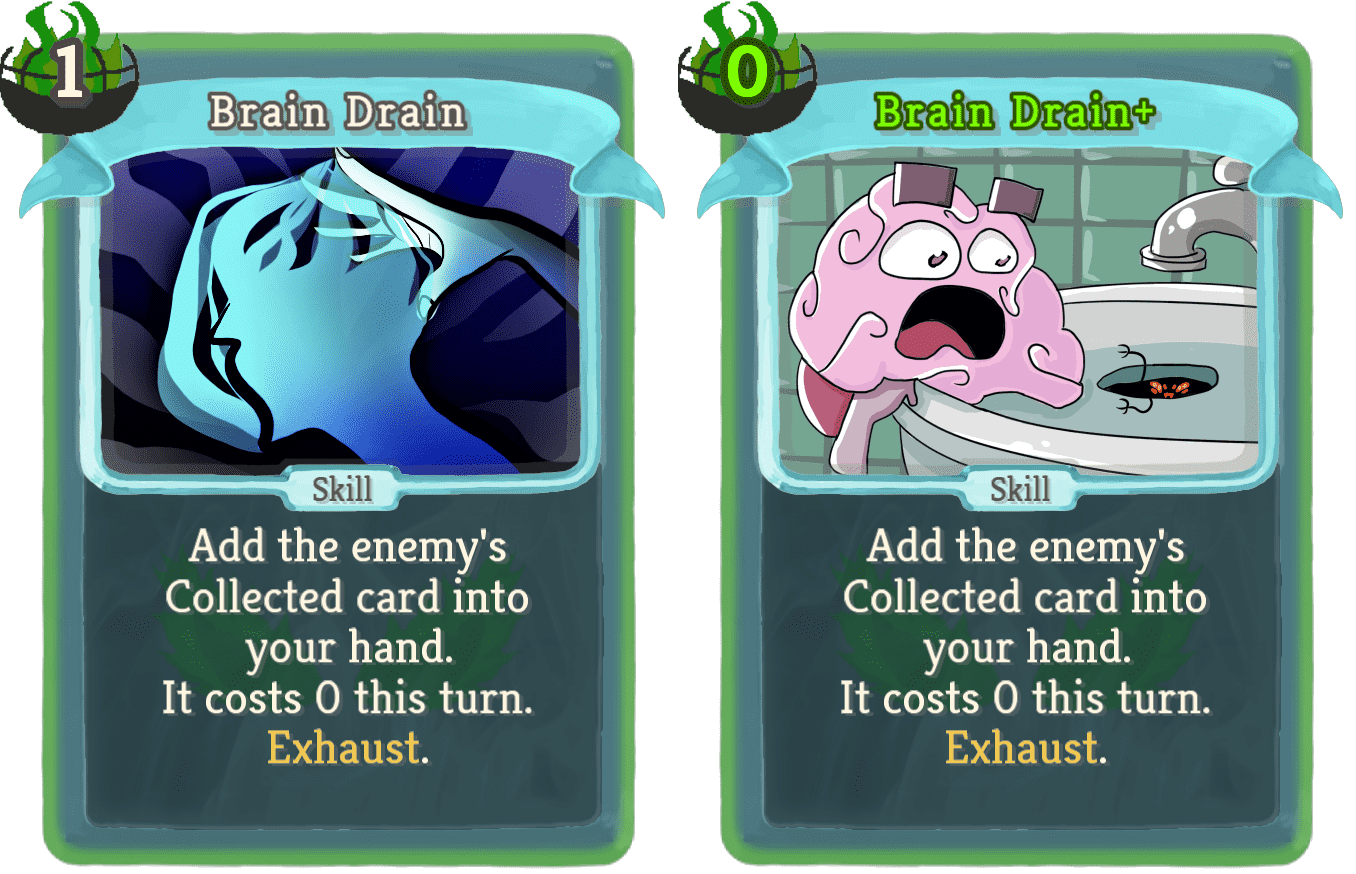 1
Brain Drain
Skill
Add the enemy's
Collected card into
your hand.
It costs 0 this turn.
Exhaust.
0
Brain Drain+
Skill
Add the enemy's
Collected card into
your hand.
It costs 0 this turn.
Exhaust.